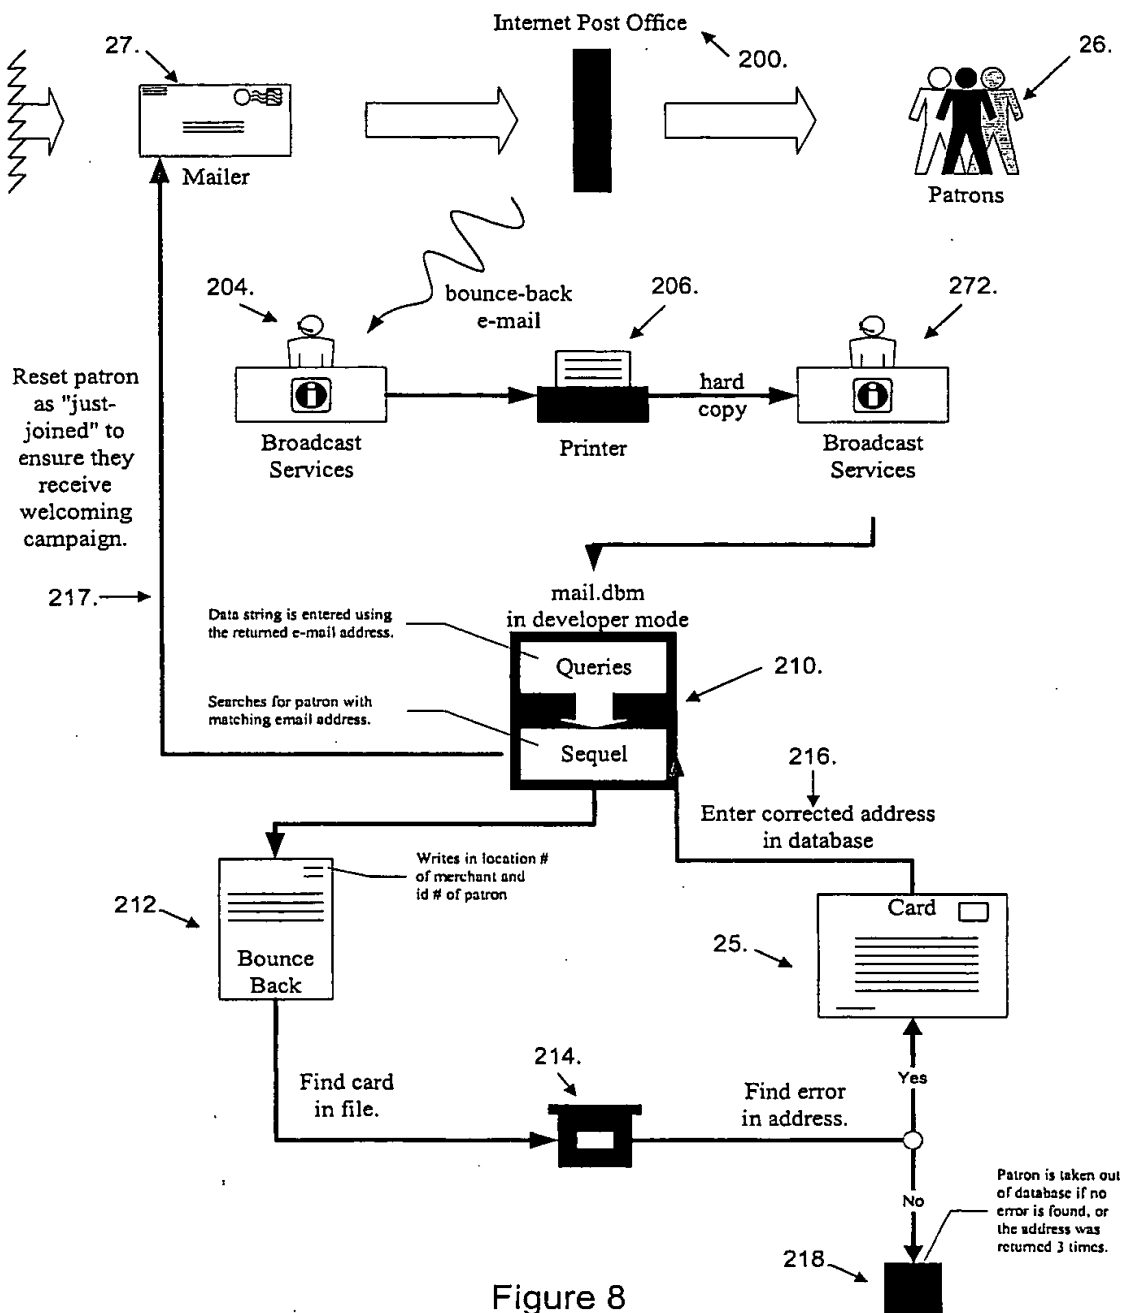 Internet Post Office
27.
200.
26.
Mailer
Patrons
204.
bounce-back
e-mail
206.
272.
Reset patron
as "just-
joined" to
ensure they
receive
welcoming
campaign.
hard
copy
Broadcast
Services
Printer
Broadcast
Services
217.
mail.dbm
in developer mode
Data string is entered using
the returned e-mail address.
Queries
210.
Searches for patron with
matching email address.
Sequel
216.
Enter corrected address
in database
Writes in location #
of merchant and
id # of patron
212.
Bounce
Back
Card
25.
214.
Find card
in file.
Find error
in address.
Yes
No
Patron is taken out
of database if no
error is found, or
the address was
returned 3 times.
218.
Figure 8